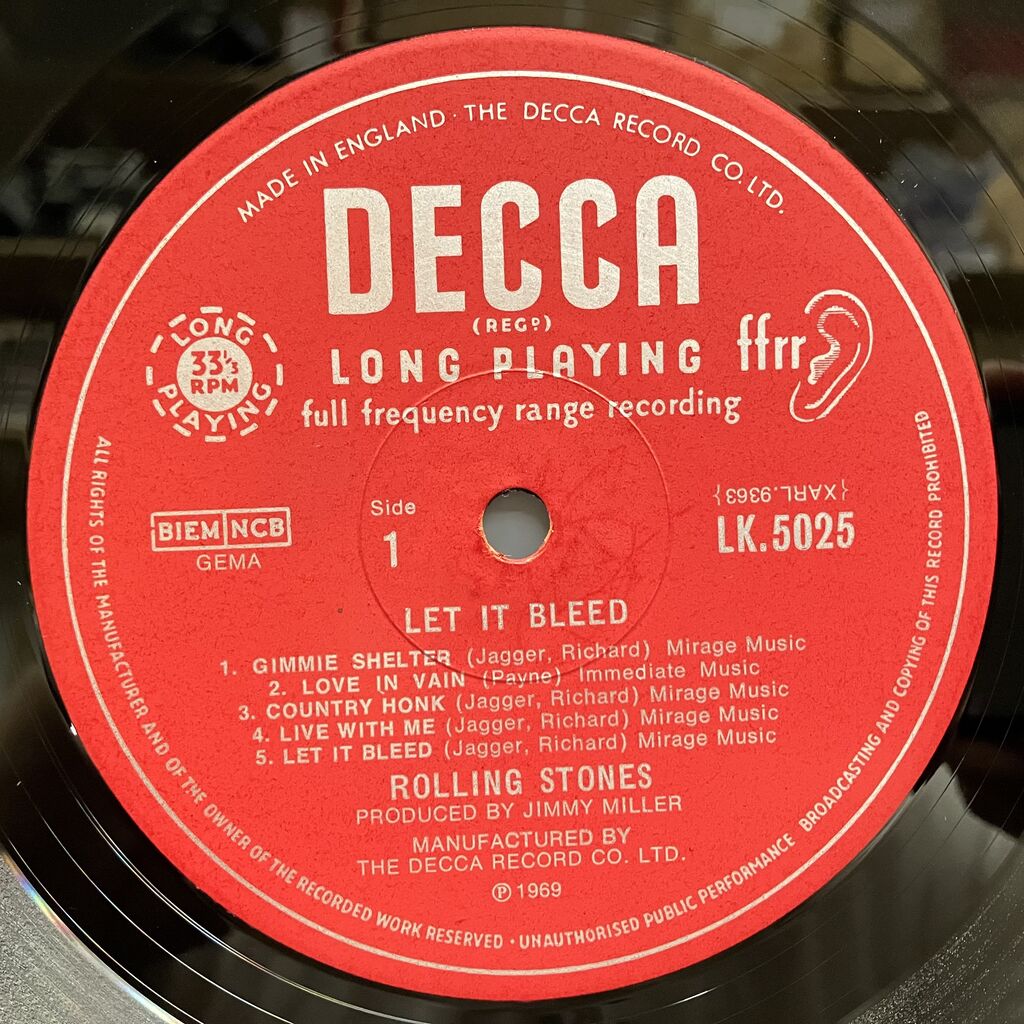 MADE IN ENGLAND · THE DECCA RECORD CO. LTD.
DECCA
(REGD)
LONG PLAYING
ffrr
full frequency range recording
LONG
33 1/3
RPM
PLAYING
Side
1
BIEM NCB
GEMA
{XARL.9363}
LK.5025
LET IT BLEED
1. GIMMIE SHELTER (Jagger, Richard) Mirage Music
2. LOVE IN VAIN (Payne) Immediate Music
3. COUNTRY HONK (Jagger, Richard) Mirage Music
4. LIVE WITH ME (Jagger, Richard) Mirage Music
5. LET IT BLEED (Jagger, Richard) Mirage Music
ROLLING STONES
PRODUCED BY JIMMY MILLER
MANUFACTURED BY
THE DECCA RECORD CO. LTD.
℗ 1969
ALL RIGHTS OF THE MANUFACTURER AND OF THE OWNER OF THE RECORDED WORK RESERVED · UNAUTHORISED PUBLIC PERFORMANCE BROADCASTING AND COPYING OF THIS RECORD PROHIBITED